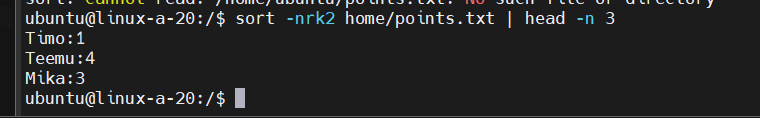 sort: cannot read: /home/ubuntu/points.txt: No such file or directory
ubuntu@linux-a-20:/$ sort -nrk2 home/points.txt | head -n 3
Timo:1
Teemu:4
Mika:3
ubuntu@linux-a-20:/$